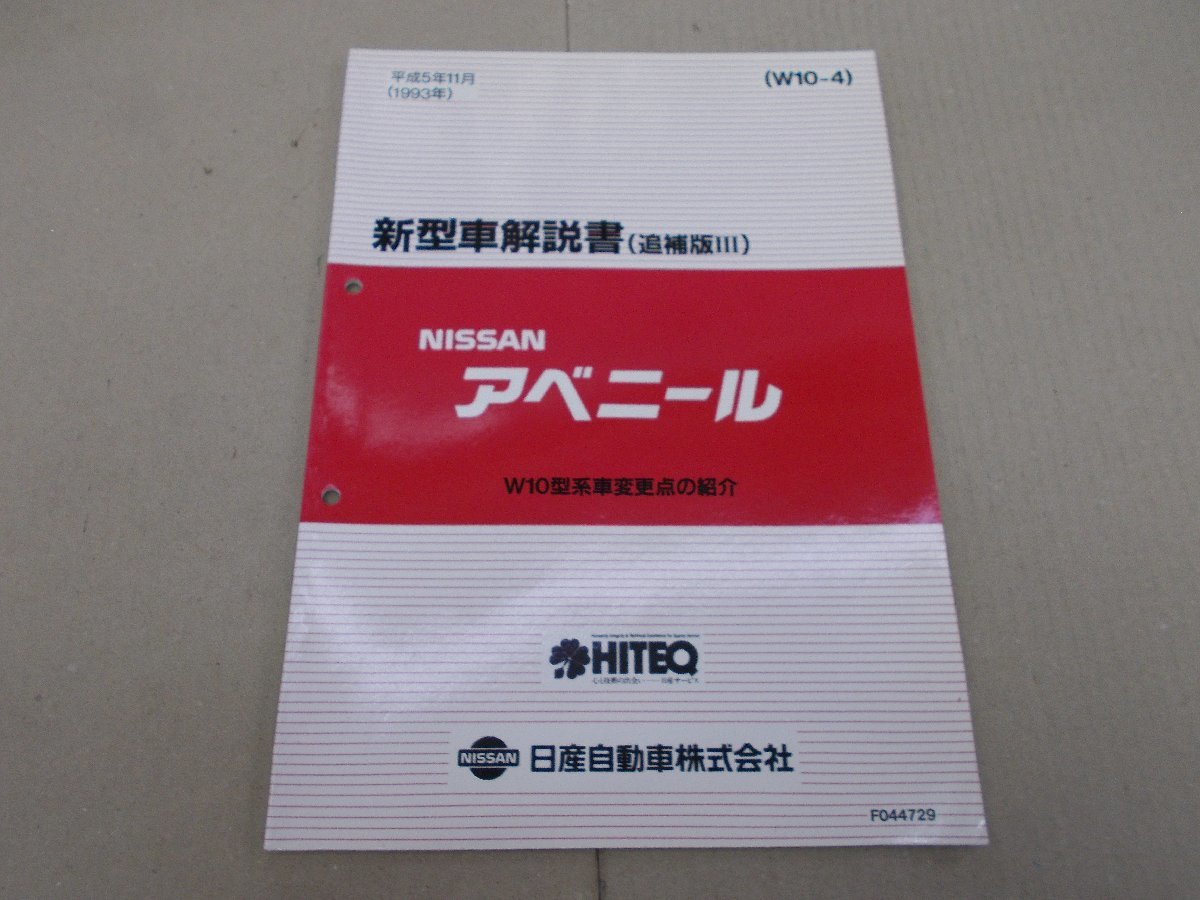 平成5年11月
(1993年)
(W10-4)
新型車解説書(追補版III)
NISSAN
アベニール
W10型系車変更点の紹介
HITEQ
NISSAN 日産自動車株式会社
F044729